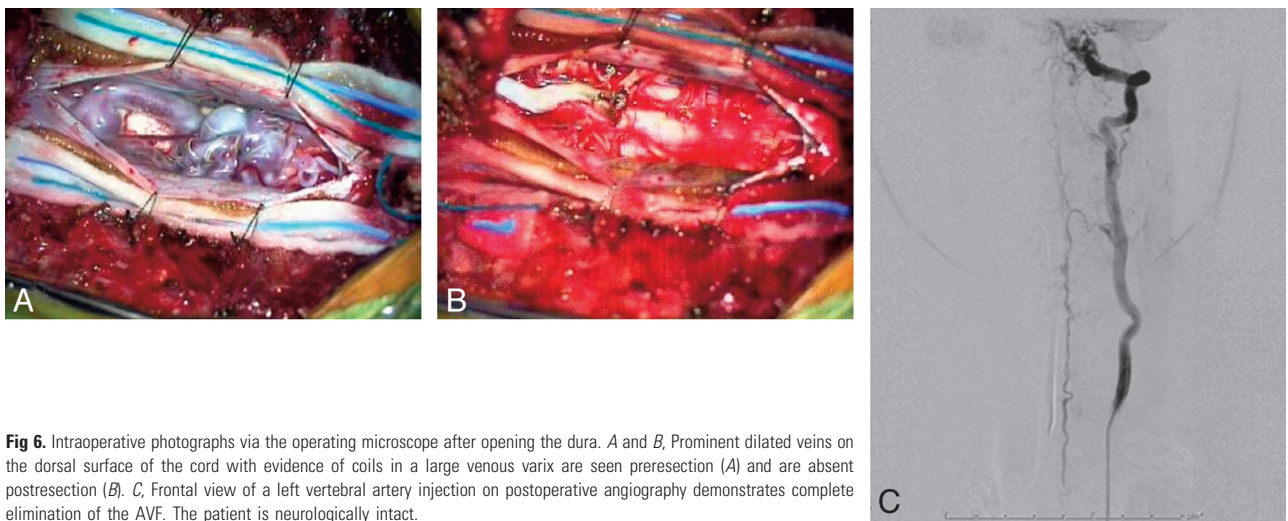 A
B
C
Fig 6. Intraoperative photographs via the operating microscope after opening the dura. A and B, Prominent dilated veins on
the dorsal surface of the cord with evidence of coils in a large venous varix are seen preresection (A) and are absent
postresection (B). C, Frontal view of a left vertebral artery injection on postoperative angiography demonstrates complete
elimination of the AVF. The patient is neurologically intact.